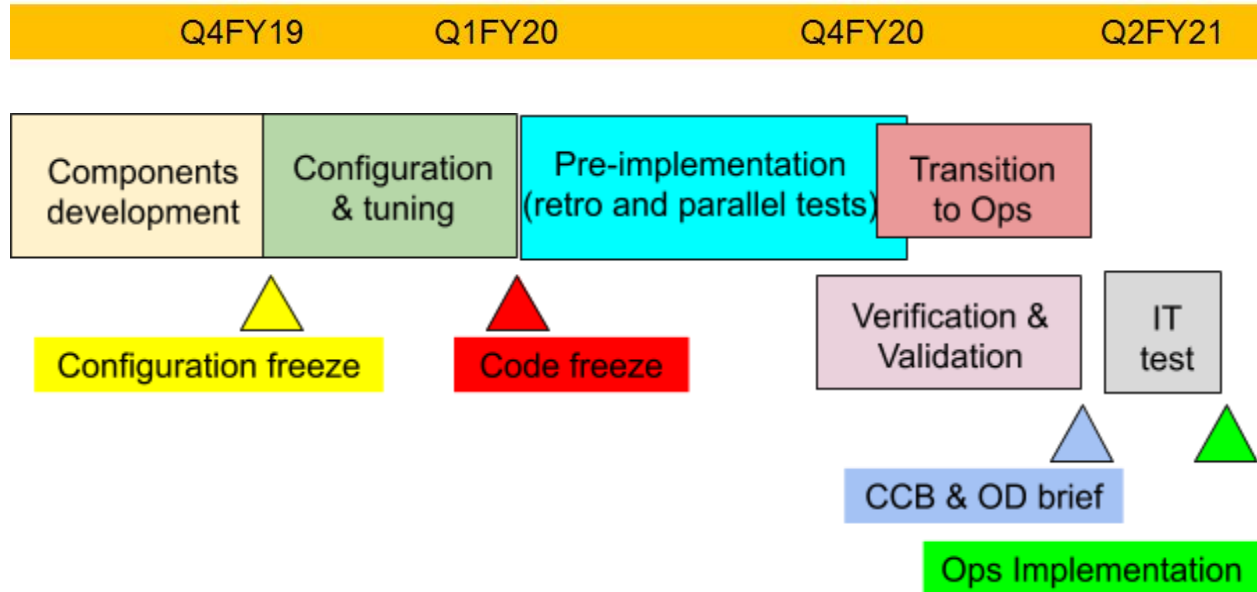 Q4FY19 Q1FY20 Q4FY20 Q2FY21
Components
development
Configuration
& tuning
Pre-implementation
(retro and parallel tests)
Transition
to Ops
Configuration freeze
Code freeze
Verification &
Validation
IT
test
CCB & OD brief
Ops Implementation